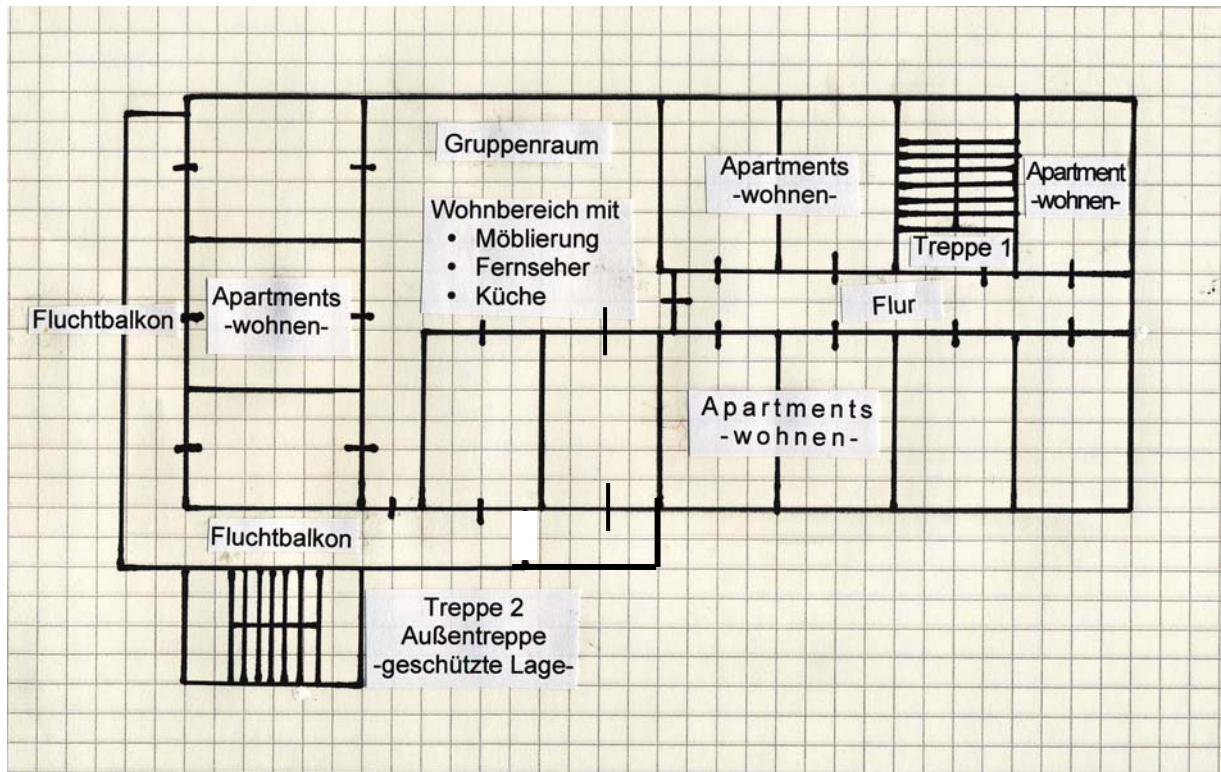 Gruppenraum
Wohnbereich mit
• Möblierung
• Fernseher
• Küche
Apartments
-wohnen-
Apartment
-wohnen-
Treppe 1
Flur
Fluchtbalkon
Apartments
-wohnen-
Apartments
-wohnen-
Fluchtbalkon
Treppe 2
Außentreppe
-geschützte Lage-